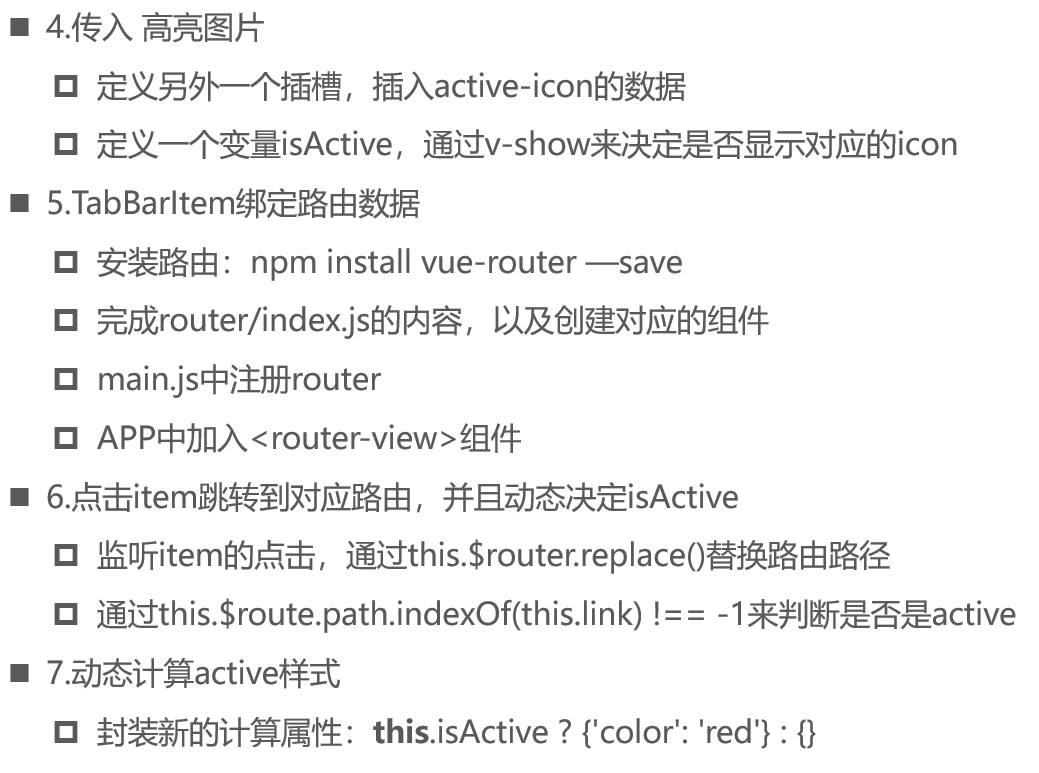 ■ 4.传入 高亮图片
定义另外一个插槽，插入active-icon的数据
定义一个变量isActive，通过v-show来决定是否显示对应的icon
■ 5.TabBarItem绑定路由数据
安装路由：npm install vue-router —save
完成router/index.js的内容，以及创建对应的组件
main.js中注册router
APP中加入<router-view>组件
■ 6.点击item跳转到对应路由，并且动态决定isActive
监听item的点击，通过this.$router.replace()替换路由路径
通过this.$route.path.indexOf(this.link) !== -1来判断是否是active
■ 7.动态计算active样式
封装新的计算属性：this.isActive ? {'color': 'red'} : {}